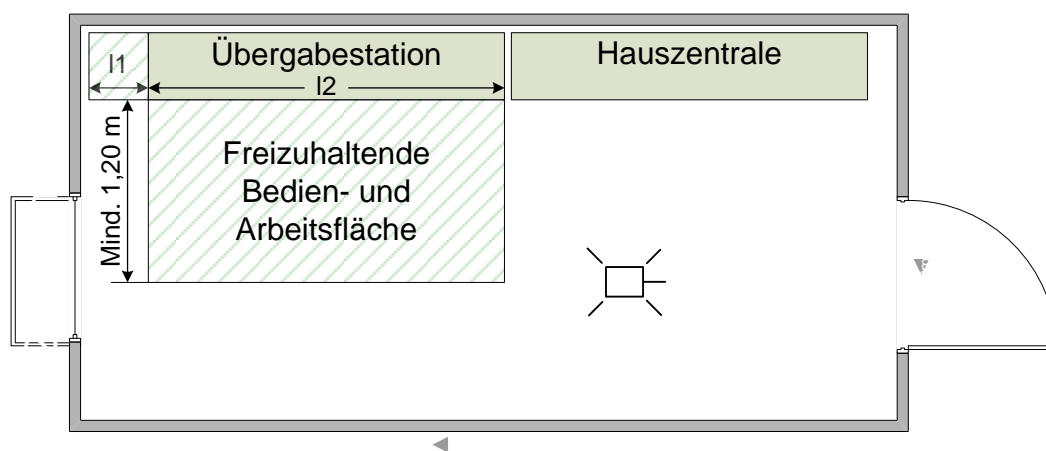 l1
Übergabestation
l2
Hauszentrale
Mind. 1,20 m
Freizuhaltende
Bedien- und
Arbeitsfläche